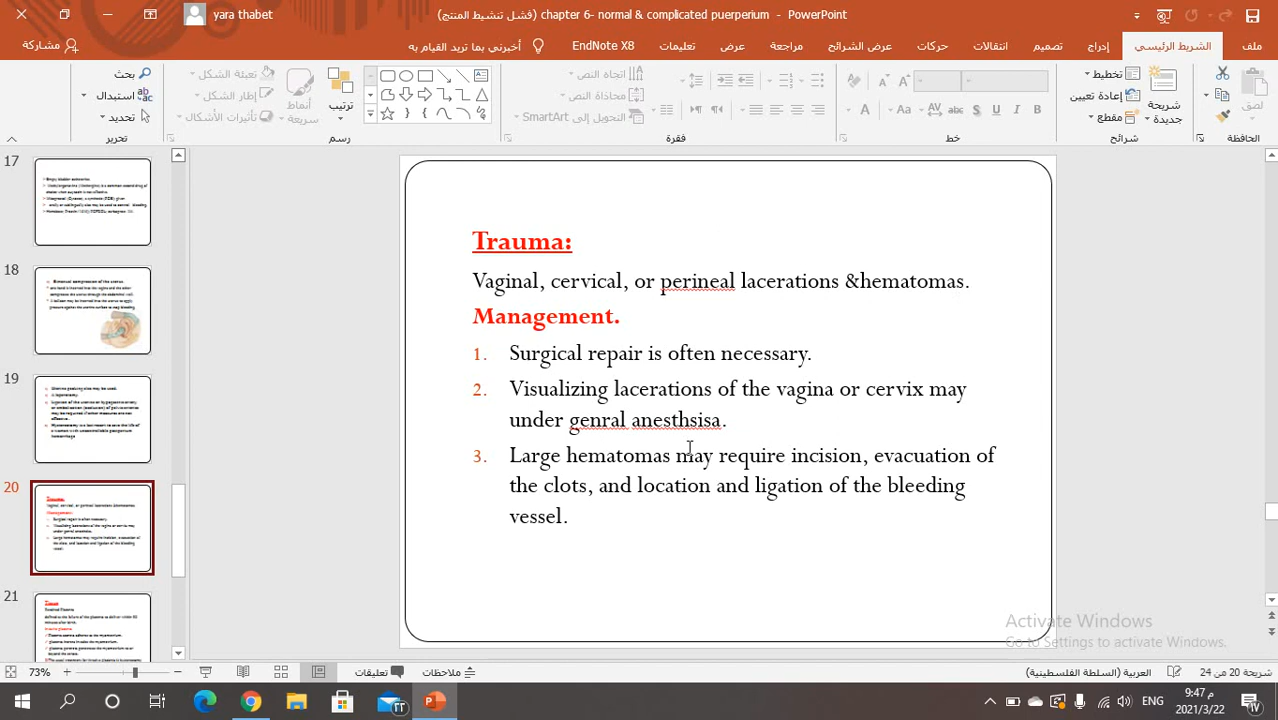 yara thabet
chapter 6- normal & complicated puerperium - PowerPoint (فشل تنشيط المنتج)
ملف
الشريط الرئيسي
إدراج
تصميم
انتقالات
حركات
عرض الشرائح
مراجعة
عرض
تعليمات
EndNote X8
أخبرني بما تريد القيام به
مشاركة
لصق
الحافظة
شريحة جديدة
تخطيط
إعادة تعيين
مقطع
شرائح
خط
فقرة
اتجاه النص
محاذاة النص
التحويل إلى SmartArt
ترتيب
أنماط سريعة
تعبئة الشكل
إطار الشكل
تأثيرات الأشكال
رسم
بحث
استبدال
تحديد
تحرير
17
18
19
20
21
Trauma:
Vaginal, cervical, or perineal lacerations &hematomas.
Management.
1. Surgical repair is often necessary.
2. Visualizing lacerations of the vagina or cervix may
under genral anesthsisa.
3. Large hematomas may require incision, evacuation of
the clots, and location and ligation of the bleeding
vessel.
Activate Windows
Go to Settings to activate Windows.
73%
ملاحظات
تعليقات
العربية (السلطة الفلسطينية)
شريحة 20 من 24
ENG
9:47 م
2021/3/22